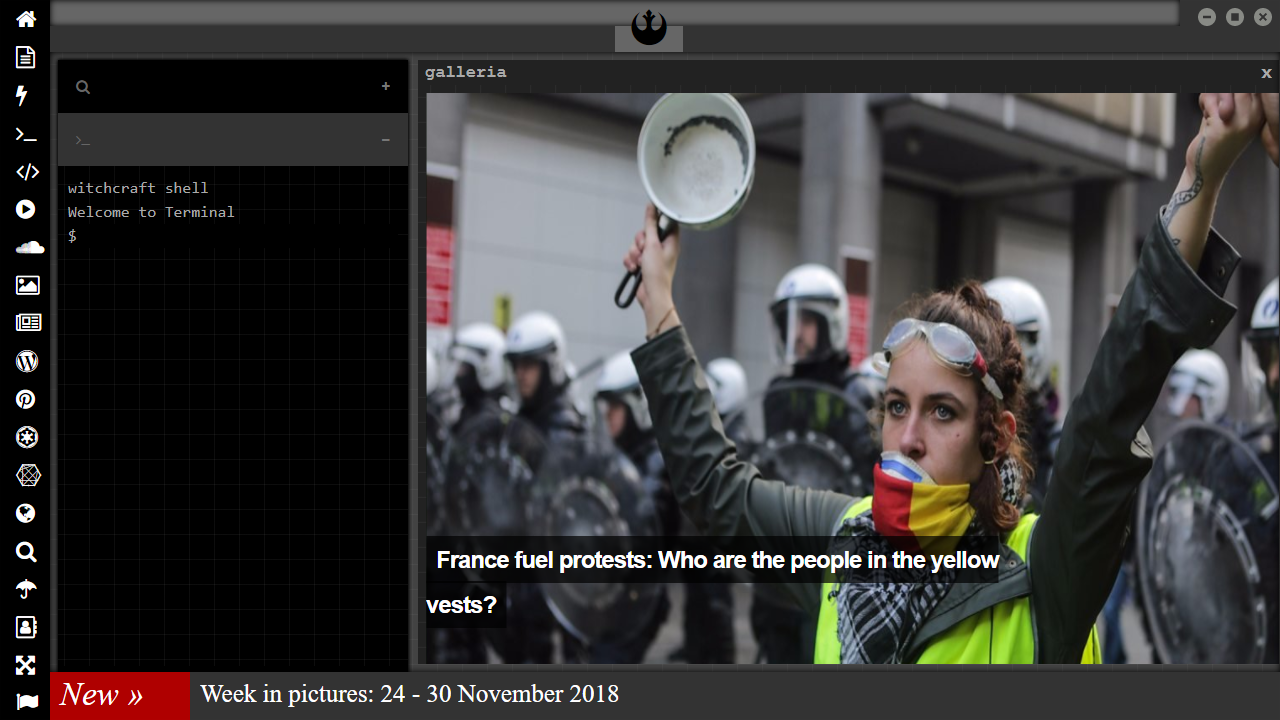 galleria
x
+
>_
–
witchcraft shell
Welcome to Terminal
$
France fuel protests: Who are the people in the yellow
vests?
New »
Week in pictures: 24 - 30 November 2018